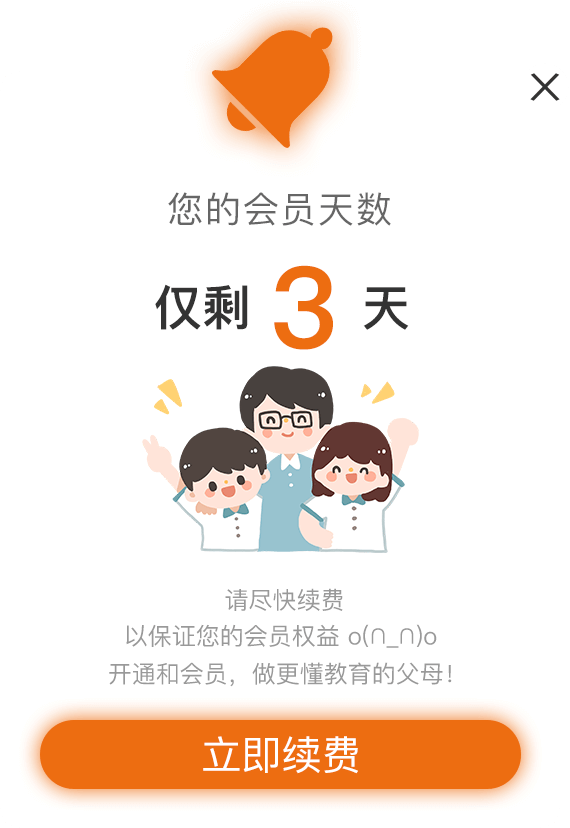 您的会员天数
仅剩 3 天
请尽快续费
以保证您的会员权益 o(∩_∩)o
开通和会员，做更懂教育的父母！
立即续费